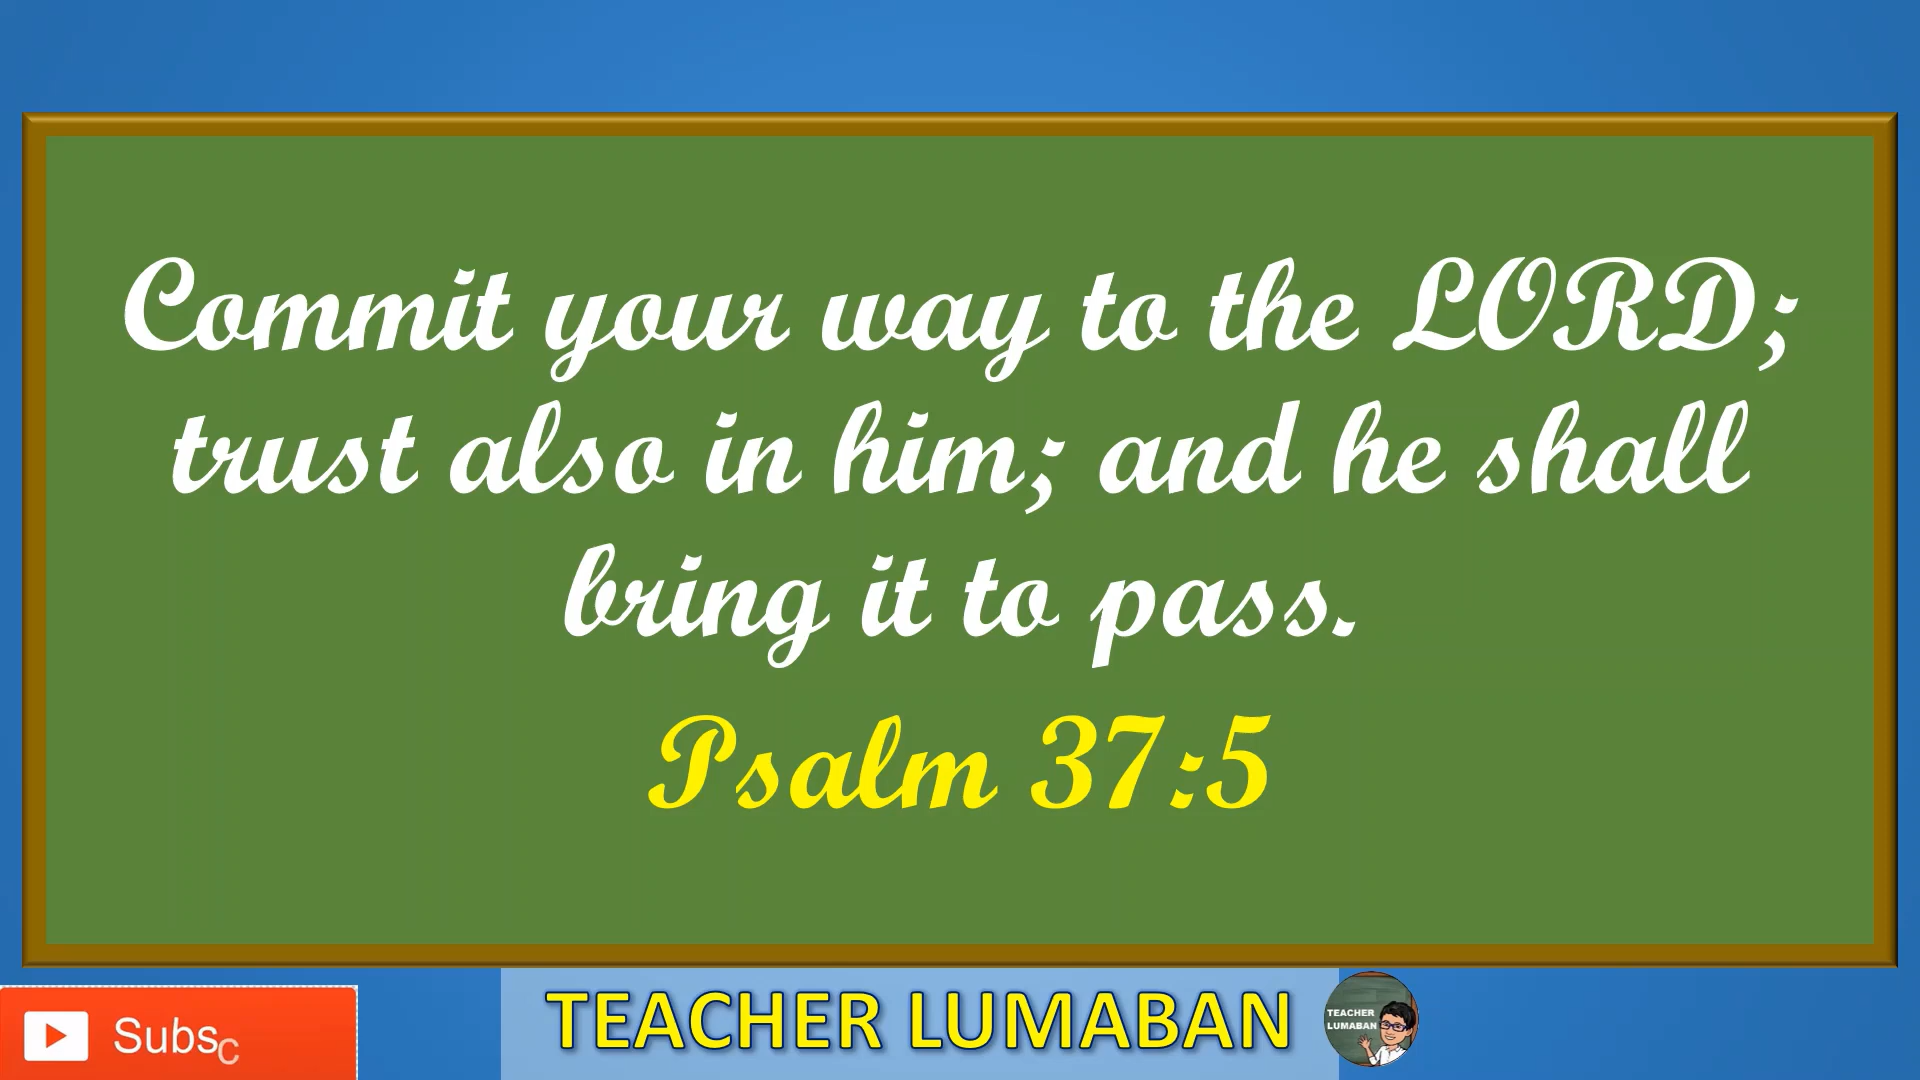 Commit your way to the LORD;
trust also in him; and he shall
bring it to pass.
Psalm 37:5
Subsc
TEACHER LUMABAN
TEACHER
LUMABAN